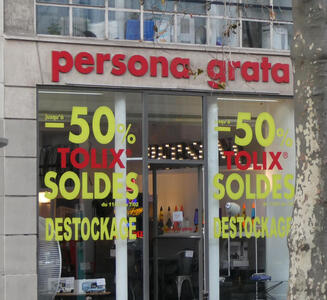 persona grata
jusqu'à
-50%
TOLIX
SOLDES
DESTOCKAGE
jusqu'à
-50%
TOLIX®
SOLDES
DESTOCKAGE